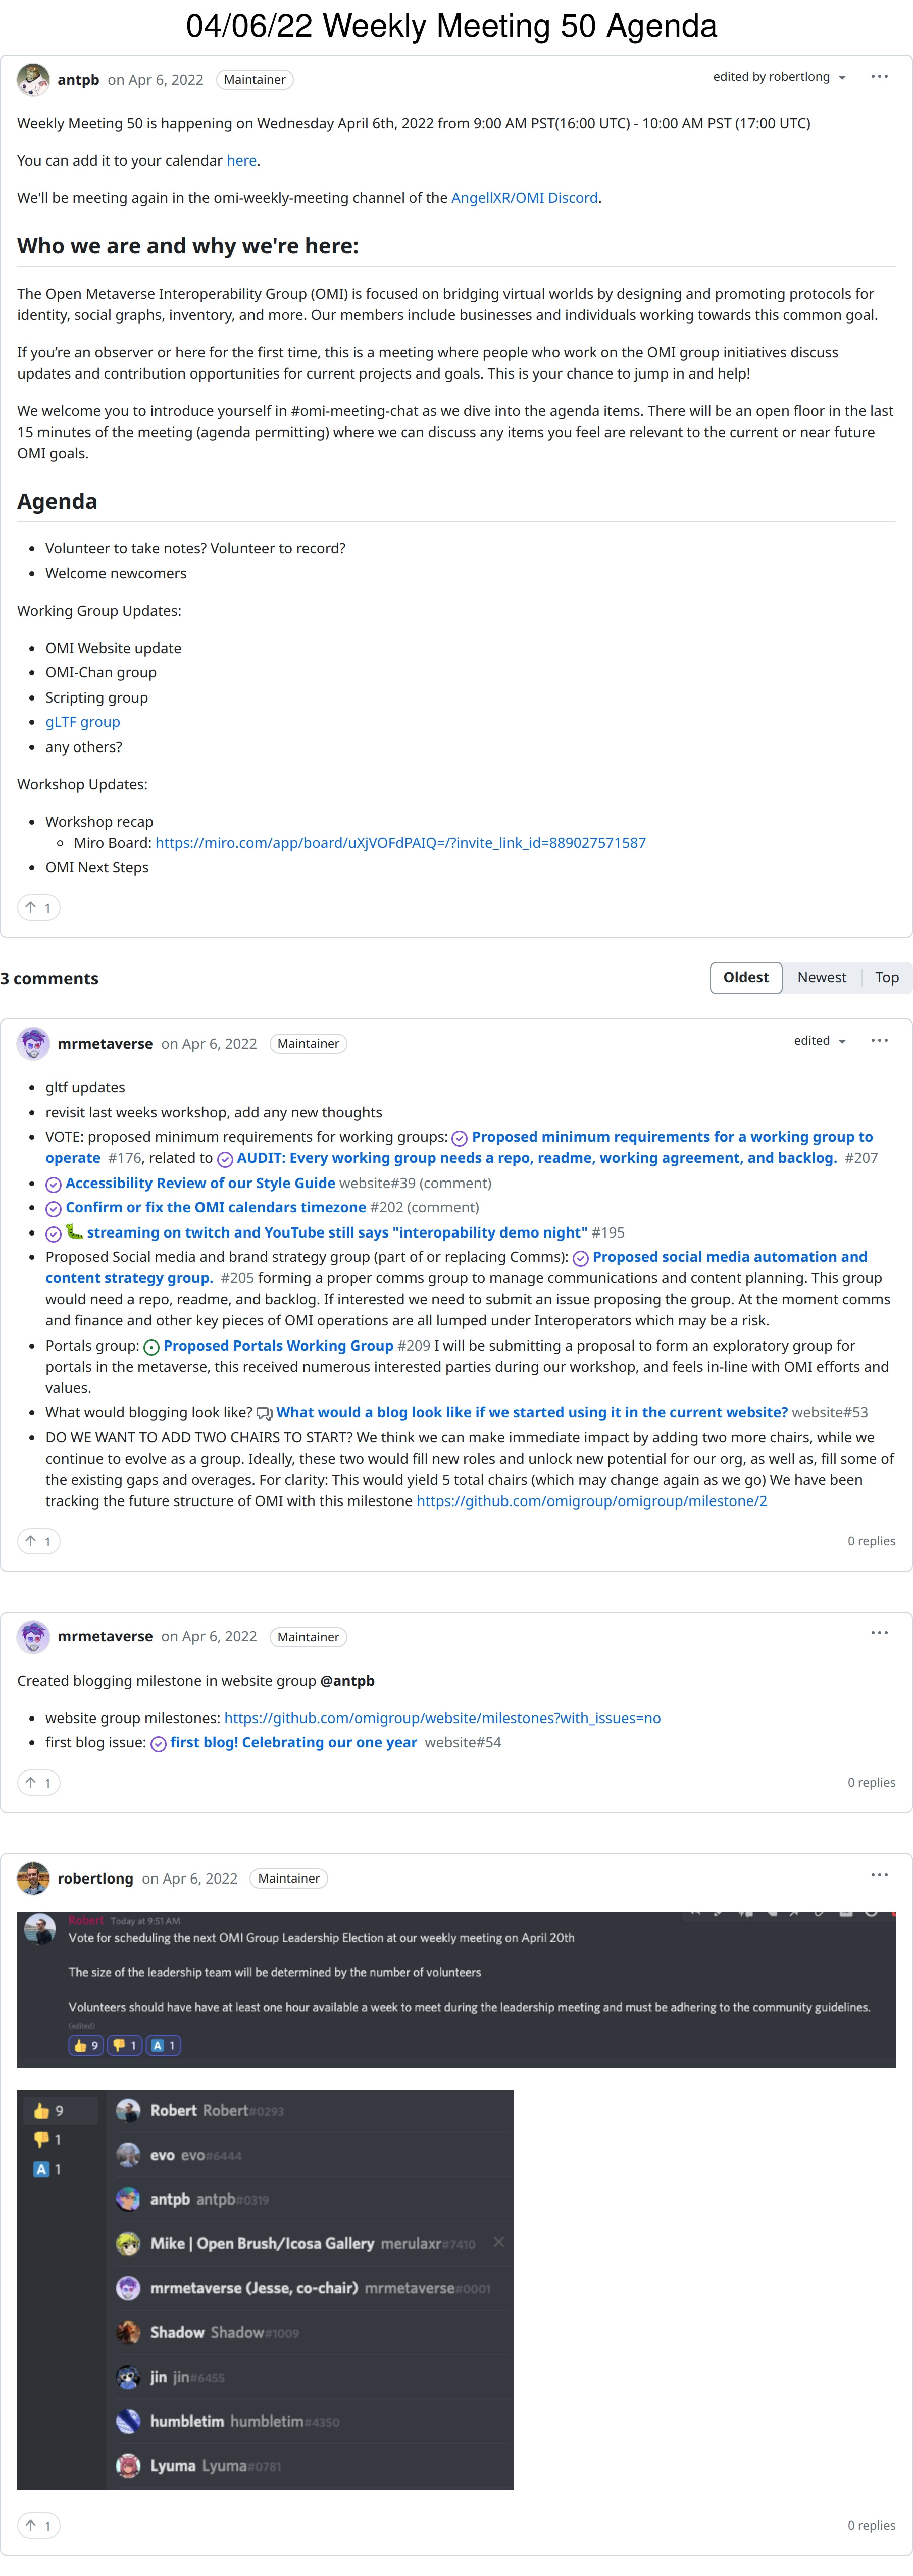 04/06/22 Weekly Meeting 50 Agenda
antpb on Apr 6, 2022 Maintainer edited by robertlong
Weekly Meeting 50 is happening on Wednesday April 6th, 2022 from 9:00 AM PST(16:00 UTC) - 10:00 AM PST (17:00 UTC)
You can add it to your calendar here.
We'll be meeting again in the omi-weekly-meeting channel of the AngellXR/OMI Discord.
Who we are and why we're here:
The Open Metaverse Interoperability Group (OMI) is focused on bridging virtual worlds by designing and promoting protocols for
identity, social graphs, inventory, and more. Our members include businesses and individuals working towards this common goal.
If you’re an observer or here for the first time, this is a meeting where people who work on the OMI group initiatives discuss
updates and contribution opportunities for current projects and goals. This is your chance to jump in and help!
We welcome you to introduce yourself in #omi-meeting-chat as we dive into the agenda items. There will be an open floor in the last
15 minutes of the meeting (agenda permitting) where we can discuss any items you feel are relevant to the current or near future
OMI goals.
Agenda
• Volunteer to take notes? Volunteer to record?
• Welcome newcomers
Working Group Updates:
• OMI Website update
• OMI-Chan group
• Scripting group
• gLTF group
• any others?
Workshop Updates:
• Workshop recap
◦ Miro Board: https://miro.com/app/board/uXjVOFdPAIQ=/?invite_link_id=889027571587
• OMI Next Steps
↑ 1
3 comments Oldest Newest Top
mrmetaverse on Apr 6, 2022 Maintainer edited
• gltf updates
• revisit last weeks workshop, add any new thoughts
• VOTE: proposed minimum requirements for working groups: Proposed minimum requirements for a working group to
operate #176, related to AUDIT: Every working group needs a repo, readme, working agreement, and backlog. #207
• Accessibility Review of our Style Guide website#39 (comment)
• Confirm or fix the OMI calendars timezone #202 (comment)
• 🐛 streaming on twitch and YouTube still says "interopability demo night" #195
• Proposed Social media and brand strategy group (part of or replacing Comms): Proposed social media automation and
content strategy group. #205 forming a proper comms group to manage communications and content planning. This group
would need a repo, readme, and backlog. If interested we need to submit an issue proposing the group. At the moment comms
and finance and other key pieces of OMI operations are all lumped under Interoperators which may be a risk.
• Portals group: Proposed Portals Working Group #209 I will be submitting a proposal to form an exploratory group for
portals in the metaverse, this received numerous interested parties during our workshop, and feels in-line with OMI efforts and
values.
• What would blogging look like? What would a blog look like if we started using it in the current website? website#53
• DO WE WANT TO ADD TWO CHAIRS TO START? We think we can make immediate impact by adding two more chairs, while we
continue to evolve as a group. Ideally, these two would fill new roles and unlock new potential for our org, as well as, fill some of
the existing gaps and overages. For clarity: This would yield 5 total chairs (which may change again as we go) We have been
tracking the future structure of OMI with this milestone https://github.com/omigroup/omigroup/milestone/2
↑ 1 0 replies
mrmetaverse on Apr 6, 2022 Maintainer
Created blogging milestone in website group @antpb
• website group milestones: https://github.com/omigroup/website/milestones?with_issues=no
• first blog issue: first blog! Celebrating our one year website#54
↑ 1 0 replies
robertlong on Apr 6, 2022 Maintainer
Robert Today at 9:51 AM
Vote for scheduling the next OMI Group Leadership Election at our weekly meeting on April 20th
The size of the leadership team will be determined by the number of volunteers
Volunteers should have have at least one hour available a week to meet during the leadership meeting and must be adhering to the community guidelines.
(edited)
👍 9 👎 1 🅰 1
👍 9
👎 1
A 1
Robert Robert#0293
evo evo#6444
antpb antpb#0319
Mike | Open Brush/Icosa Gallery merulaxr#7410
mrmetaverse (Jesse, co-chair) mrmetaverse#0001
Shadow Shadow#1009
jin jin#6455
humbletim humbletim#4350
Lyuma Lyuma#0781
↑ 1 0 replies